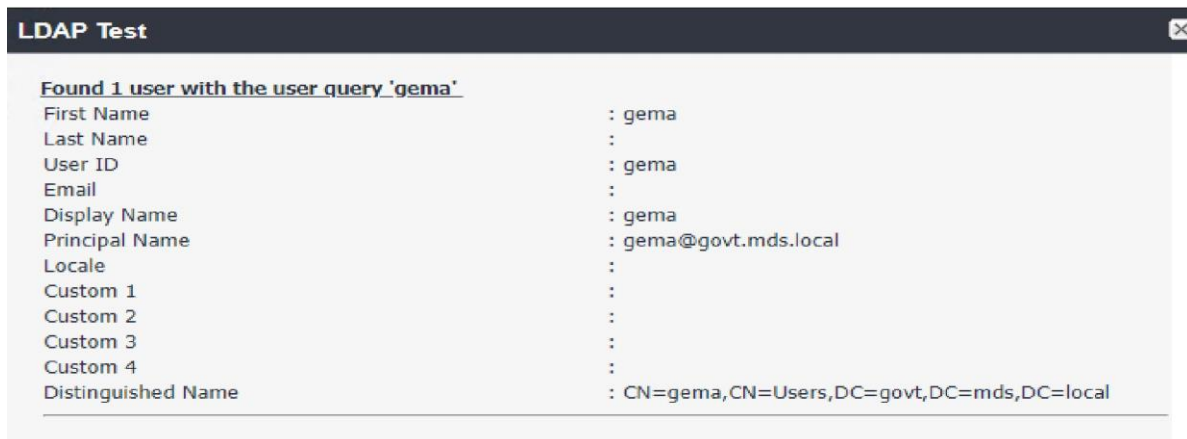 LDAP Test
Found 1 user with the user query 'gema'
First Name : gema
Last Name :
User ID : gema
Email :
Display Name : gema
Principal Name : gema@govt.mds.local
Locale :
Custom 1 :
Custom 2 :
Custom 3 :
Custom 4 :
Distinguished Name : CN=gema,CN=Users,DC=govt,DC=mds,DC=local